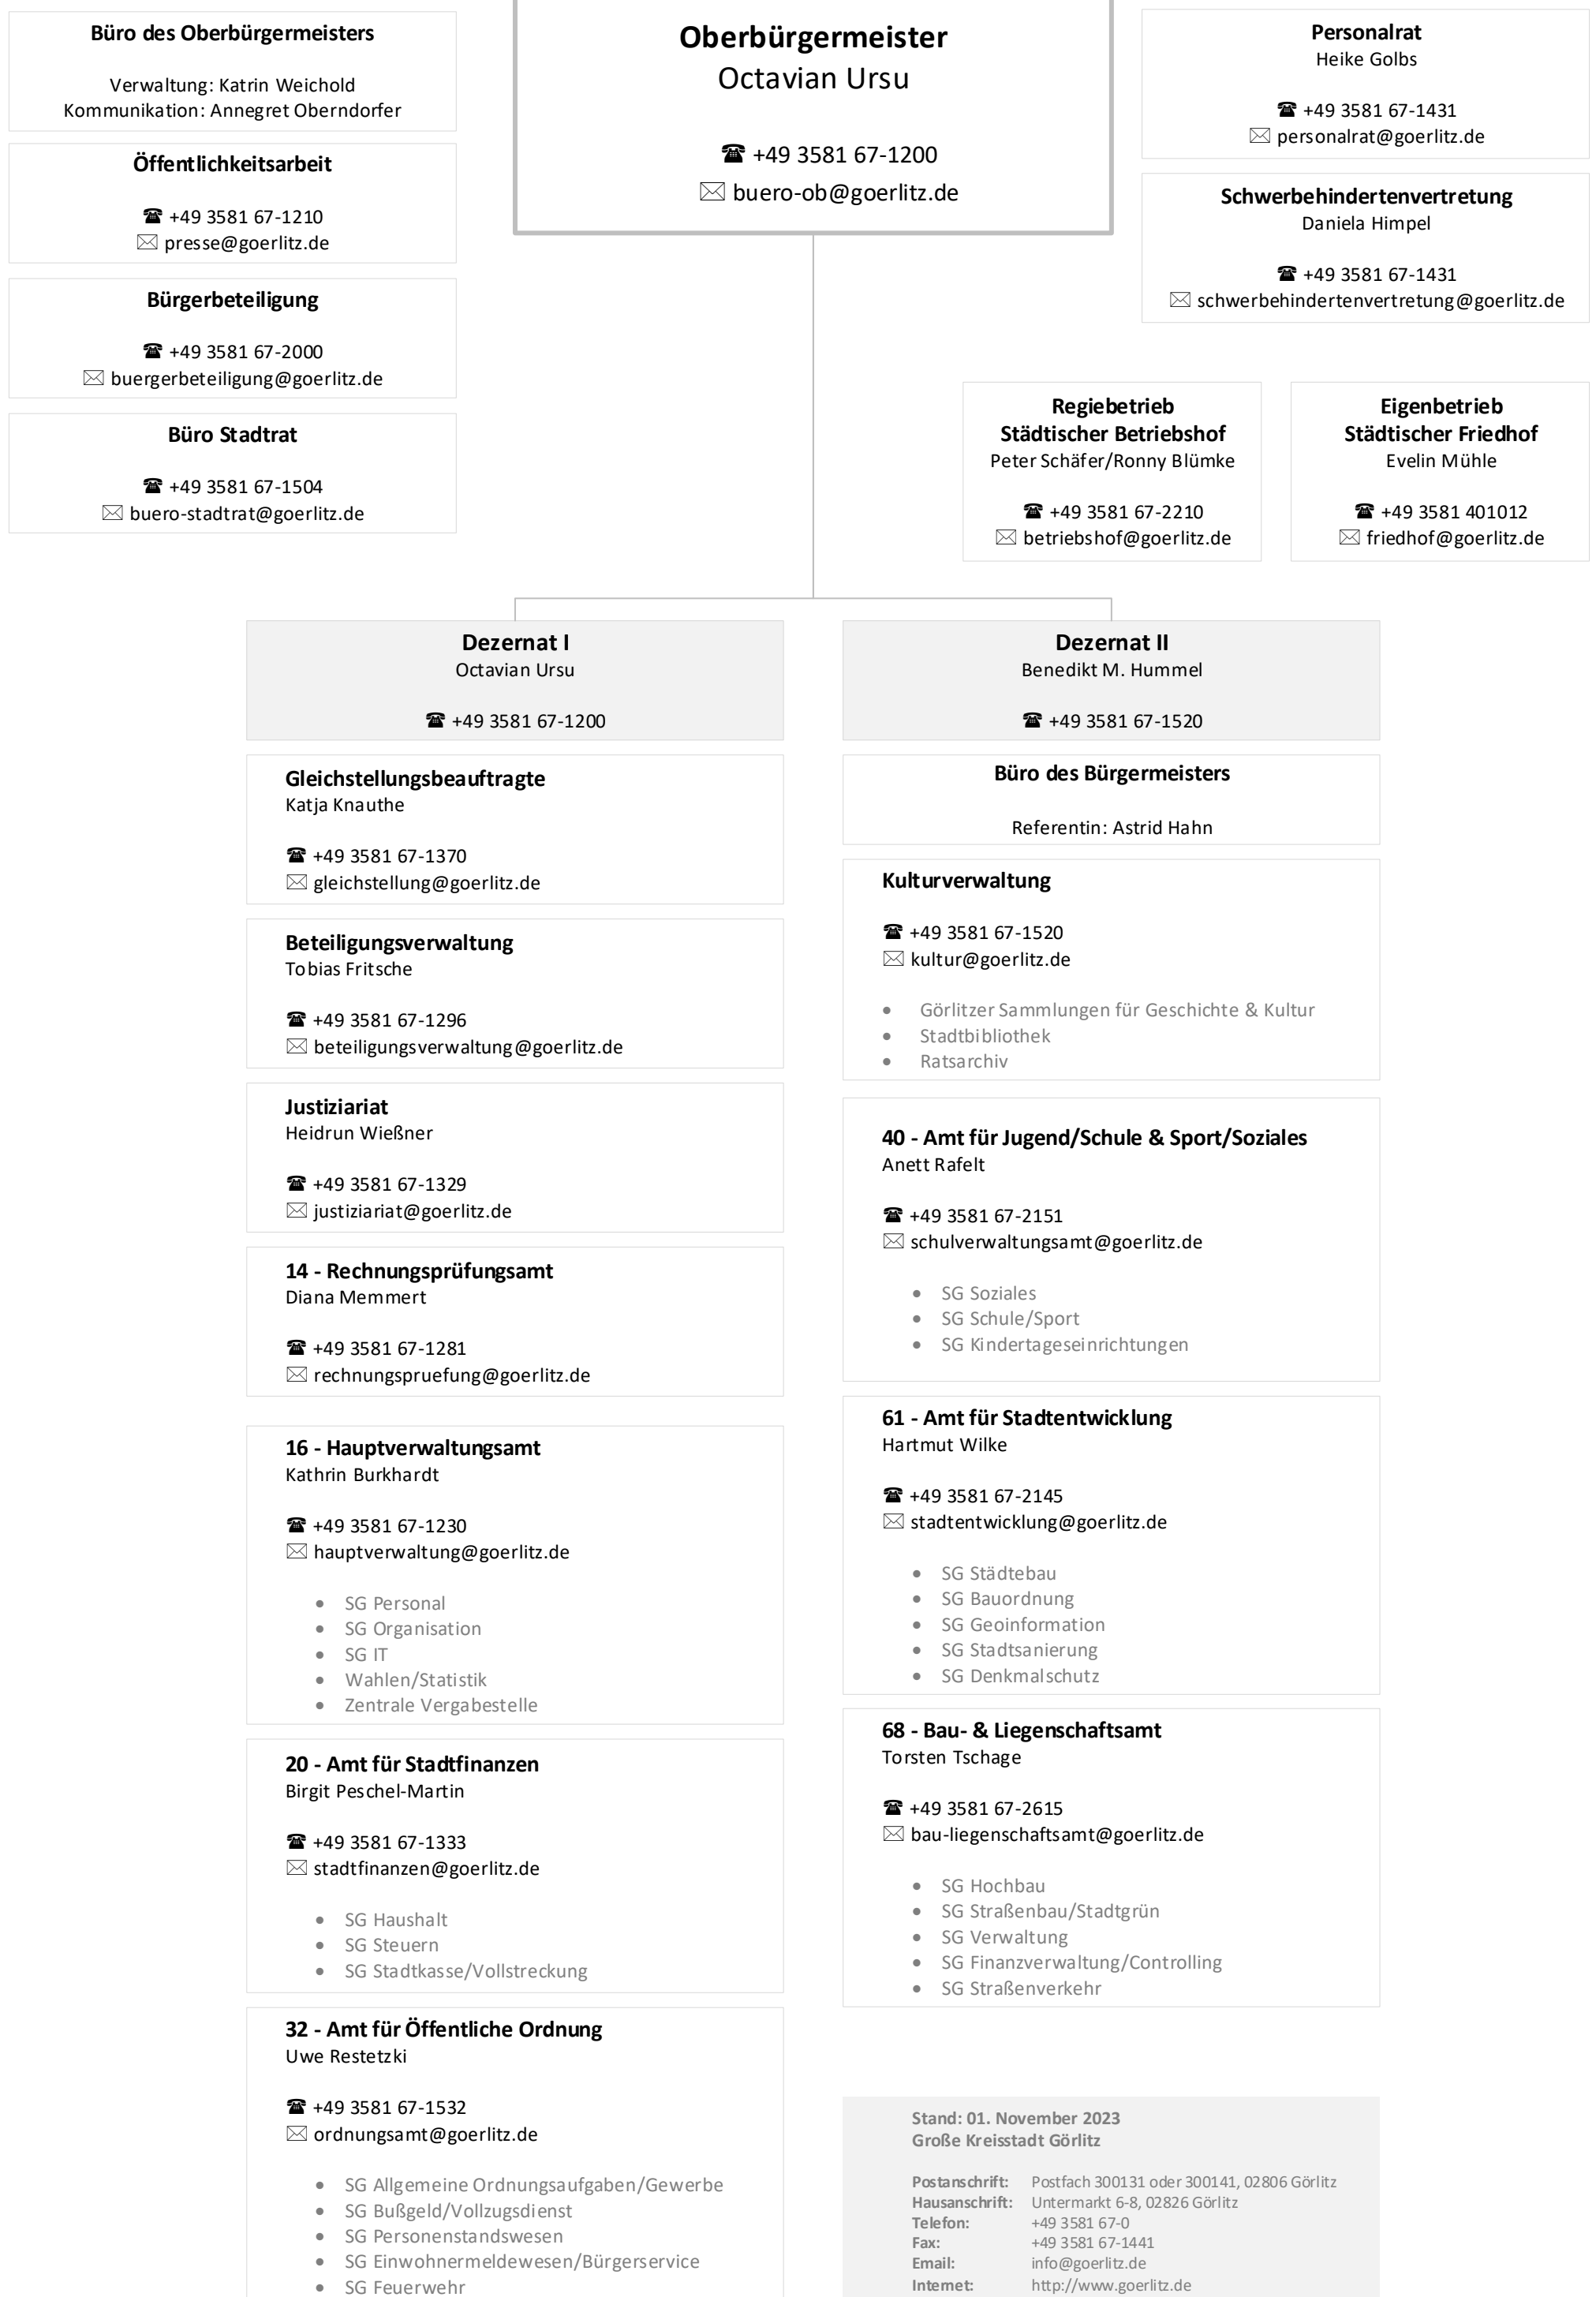 Büro des Oberbürgermeisters
Verwaltung: Katrin Weichold
Kommunikation: Annegret Oberndorfer
Öffentlichkeitsarbeit
☎ +49 3581 67-1210
✉ presse@goerlitz.de
Bürgerbeteiligung
☎ +49 3581 67-2000
✉ buergerbeteiligung@goerlitz.de
Büro Stadtrat
☎ +49 3581 67-1504
✉ buero-stadtrat@goerlitz.de
Oberbürgermeister
Octavian Ursu
☎ +49 3581 67-1200
✉ buero-ob@goerlitz.de
Personalrat
Heike Golbs
☎ +49 3581 67-1431
✉ personalrat@goerlitz.de
Schwerbehindertenvertretung
Daniela Himpel
☎ +49 3581 67-1431
✉ schwerbehindertenvertretung@goerlitz.de
Regiebetrieb
Städtischer Betriebshof
Peter Schäfer/Ronny Blümke
☎ +49 3581 67-2210
✉ betriebshof@goerlitz.de
Eigenbetrieb
Städtischer Friedhof
Evelin Mühle
☎ +49 3581 401012
✉ friedhof@goerlitz.de
Dezernat I
Octavian Ursu
☎ +49 3581 67-1200
Gleichstellungsbeauftragte
Katja Knauthe
☎ +49 3581 67-1370
✉ gleichstellung@goerlitz.de
Beteiligungsverwaltung
Tobias Fritsche
☎ +49 3581 67-1296
✉ beteiligungsverwaltung@goerlitz.de
Justiziariat
Heidrun Wießner
☎ +49 3581 67-1329
✉ justiziariat@goerlitz.de
14 - Rechnungsprüfungsamt
Diana Memmert
☎ +49 3581 67-1281
✉ rechnungspruefung@goerlitz.de
16 - Hauptverwaltungsamt
Kathrin Burkhardt
☎ +49 3581 67-1230
✉ hauptverwaltung@goerlitz.de
• SG Personal
• SG Organisation
• SG IT
• Wahlen/Statistik
• Zentrale Vergabestelle
20 - Amt für Stadtfinanzen
Birgit Peschel-Martin
☎ +49 3581 67-1333
✉ stadtfinanzen@goerlitz.de
• SG Haushalt
• SG Steuern
• SG Stadtkasse/Vollstreckung
32 - Amt für Öffentliche Ordnung
Uwe Restetzki
☎ +49 3581 67-1532
✉ ordnungsamt@goerlitz.de
• SG Allgemeine Ordnungsaufgaben/Gewerbe
• SG Bußgeld/Vollzugsdienst
• SG Personenstandswesen
• SG Einwohnermeldewesen/Bürgerservice
• SG Feuerwehr
Dezernat II
Benedikt M. Hummel
☎ +49 3581 67-1520
Büro des Bürgermeisters
Referentin: Astrid Hahn
Kulturverwaltung
☎ +49 3581 67-1520
✉ kultur@goerlitz.de
• Görlitzer Sammlungen für Geschichte & Kultur
• Stadtbibliothek
• Ratsarchiv
40 - Amt für Jugend/Schule & Sport/Soziales
Anett Rafelt
☎ +49 3581 67-2151
✉ schulverwaltungsamt@goerlitz.de
• SG Soziales
• SG Schule/Sport
• SG Kindertageseinrichtungen
61 - Amt für Stadtentwicklung
Hartmut Wilke
☎ +49 3581 67-2145
✉ stadtentwicklung@goerlitz.de
• SG Städtebau
• SG Bauordnung
• SG Geoinformation
• SG Stadtsanierung
• SG Denkmalschutz
68 - Bau- & Liegenschaftsamt
Torsten Tschage
☎ +49 3581 67-2615
✉ bau-liegenschaftsamt@goerlitz.de
• SG Hochbau
• SG Straßenbau/Stadtgrün
• SG Verwaltung
• SG Finanzverwaltung/Controlling
• SG Straßenverkehr
Stand: 01. November 2023
Große Kreisstadt Görlitz
Postanschrift: Postfach 300131 oder 300141, 02806 Görlitz
Hausanschrift: Untermarkt 6-8, 02826 Görlitz
Telefon: +49 3581 67-0
Fax: +49 3581 67-1441
Email: info@goerlitz.de
Internet: http://www.goerlitz.de